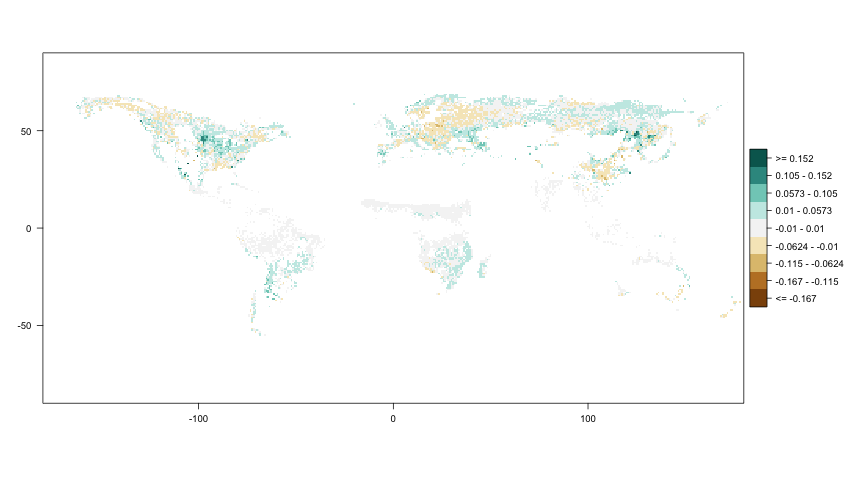 50
0
-50
-100
0
100
>= 0.152
0.105 - 0.152
0.0573 - 0.105
0.01 - 0.0573
-0.01 - 0.01
-0.0624 - -0.01
-0.115 - -0.0624
-0.167 - -0.115
<= -0.167